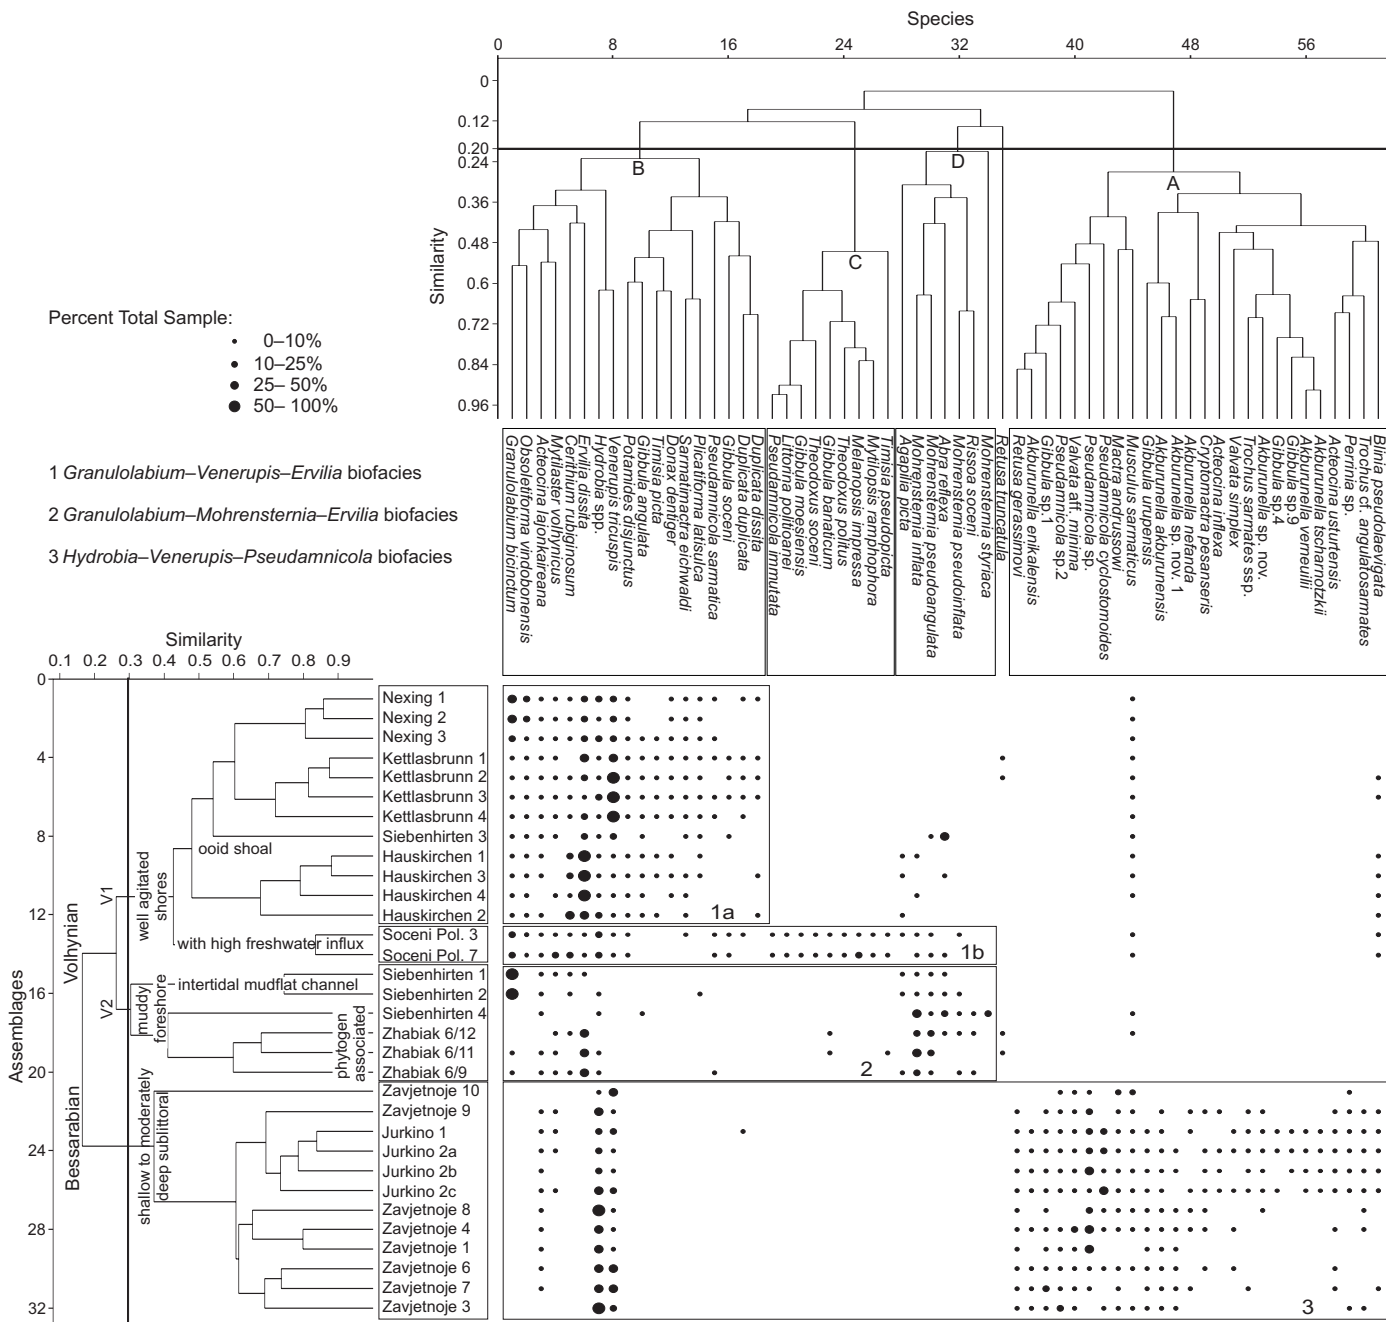 Species
0 8 16 24 32 40 48 56
0
0.12
0.20
0.24
0.36
0.48
0.6
0.72
0.84
0.96
Similarity
B
C
D
A
Percent Total Sample:
0–10%
10–25%
25– 50%
50– 100%
1 Granulolabium–Venerupis–Ervilia biofacies
2 Granulolabium–Mohrensternia–Ervilia biofacies
3 Hydrobia–Venerupis–Pseudamnicola biofacies
Granulolabium bicinctum
Obsoletiforma vindobonensis
Acteocina lajonkaireana
Mytilaster volhynicus
Cerithium rubiginosum
Ervilia dissita
Hydrobia spp.
Venerupis tricuspis
Potamides disjunctus
Gibbula angulata
Timisia picta
Donax dentiger
Sarmatimactra eichwaldi
Plicatiforma latisulca
Pseudamnicola sarmatica
Gibbula soceni
Duplicata duplicata
Duplicata dissita
Pseudamnicola immutata
Littorina politioanei
Gibbula moesiensis
Theodoxus soceni
Gibbula banaticum
Theodoxus politus
Melanopsis impressa
Mytilopsis ramphophora
Timisia pseudopicta
Agapilia picta
Mohrensternia inflata
Mohrensternia pseudoangulata
Abra reflexa
Mohrensternia pseudoinflata
Rissoa soceni
Mohrensternia styriaca
Retusa truncatula
Retusa gerassimovi
Akburunella enikalensis
Gibbula sp.1
Pseudamnicola sp.2
Valvata aff. minima
Pseudamnicola sp.
Pseudamnicola cyclostomoides
Mactra andrussowi
Musculus sarmaticus
Gibbula urupensis
Akburunella akburunensis
Akburunella sp. nov. 1
Akburunella nefanda
Cryptomactra pesanseris
Acteocina inflexa
Valvata simplex
Trochus sarmates ssp.
Akburunella sp. nov.
Gibbula sp.4
Gibbula sp.9
Akburunella verneuilii
Akburunella tscharnotzkii
Acteocina usturtensis
Perrinia sp.
Trochus cf. angulatosarmates
Blinia pseudolaevigata
Similarity
0.1 0.2 0.3 0.4 0.5 0.6 0.7 0.8 0.9
Assemblages
0
4
8
12
16
20
24
28
32
Volhynian
Bessarabian
V1
V2
well agitated
shores
ooid shoal
with high freshwater influx
muddy
foreshore
intertidal mudflat channel
phytogen
associated
shallow to moderately
deep sublittoral
Nexing 1
Nexing 2
Nexing 3
Kettlasbrunn 1
Kettlasbrunn 2
Kettlasbrunn 3
Kettlasbrunn 4
Siebenhirten 3
Hauskirchen 1
Hauskirchen 3
Hauskirchen 4
Hauskirchen 2
Soceni Pol. 3
Soceni Pol. 7
Siebenhirten 1
Siebenhirten 2
Siebenhirten 4
Zhabiak 6/12
Zhabiak 6/11
Zhabiak 6/9
Zavjetnoje 10
Zavjetnoje 9
Jurkino 1
Jurkino 2a
Jurkino 2b
Jurkino 2c
Zavjetnoje 8
Zavjetnoje 4
Zavjetnoje 1
Zavjetnoje 6
Zavjetnoje 7
Zavjetnoje 3
1a
1b
2
3